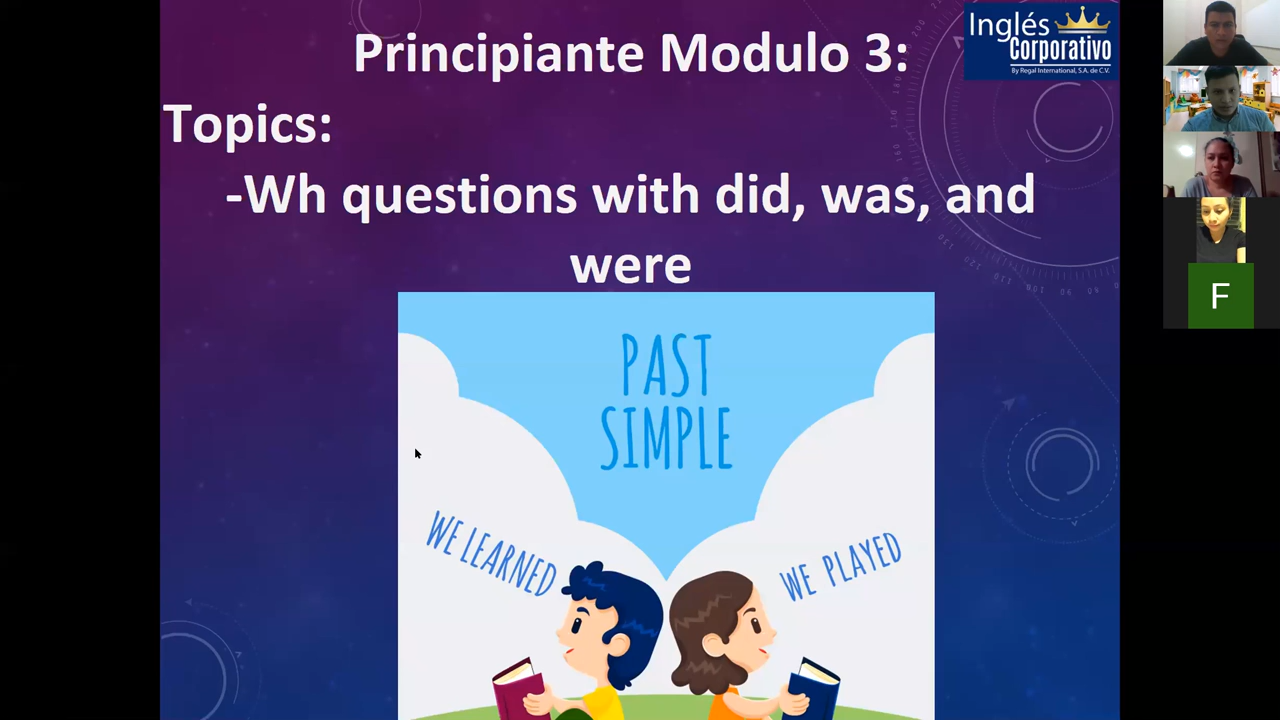 Principiante Modulo 3:
Inglés
Corporativo
By Regal International, S.A. de C.V.
Topics:
-Wh questions with did, was, and
were
PAST
SIMPLE
WE LEARNED
WE PLAYED
F